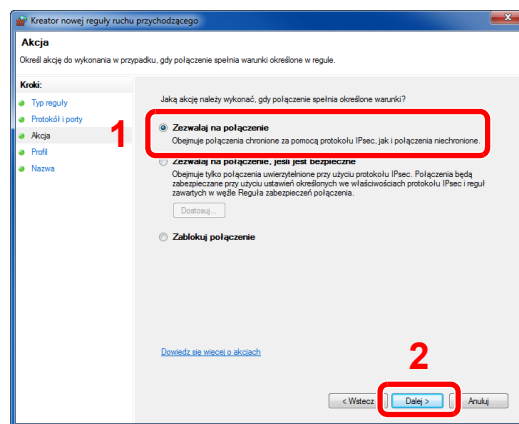 Kreator nowej reguły ruchu przychodzącego
Akcja
Określ akcję do wykonania w przypadku, gdy połączenie spełnia warunki określone w regule.
Kroki:
Typ reguły
Protokół i porty
Akcja
Profil
Nazwa
Jaką akcję należy wykonać, gdy połączenie spełnia określone warunki?
1
Zezwalaj na połączenie
Obejmuje połączenia chronione za pomocą protokołu IPsec, jak i połączenia niechronione.
Zezwalaj na połączenie, jeśli jest bezpieczne
Obejmuje tylko połączenia uwierzytelnione przy użyciu protokołu IPsec. Połączenia będą
zabezpieczane przy użyciu ustawień określonych we właściwościach protokołu IPsec i reguł
zawartych w węźle Reguła zabezpieczeń połączenia.
Dostosuj...
Zablokuj połączenie
Dowiedz się więcej o akcjach
2
< Wstecz
Dalej >
Anuluj